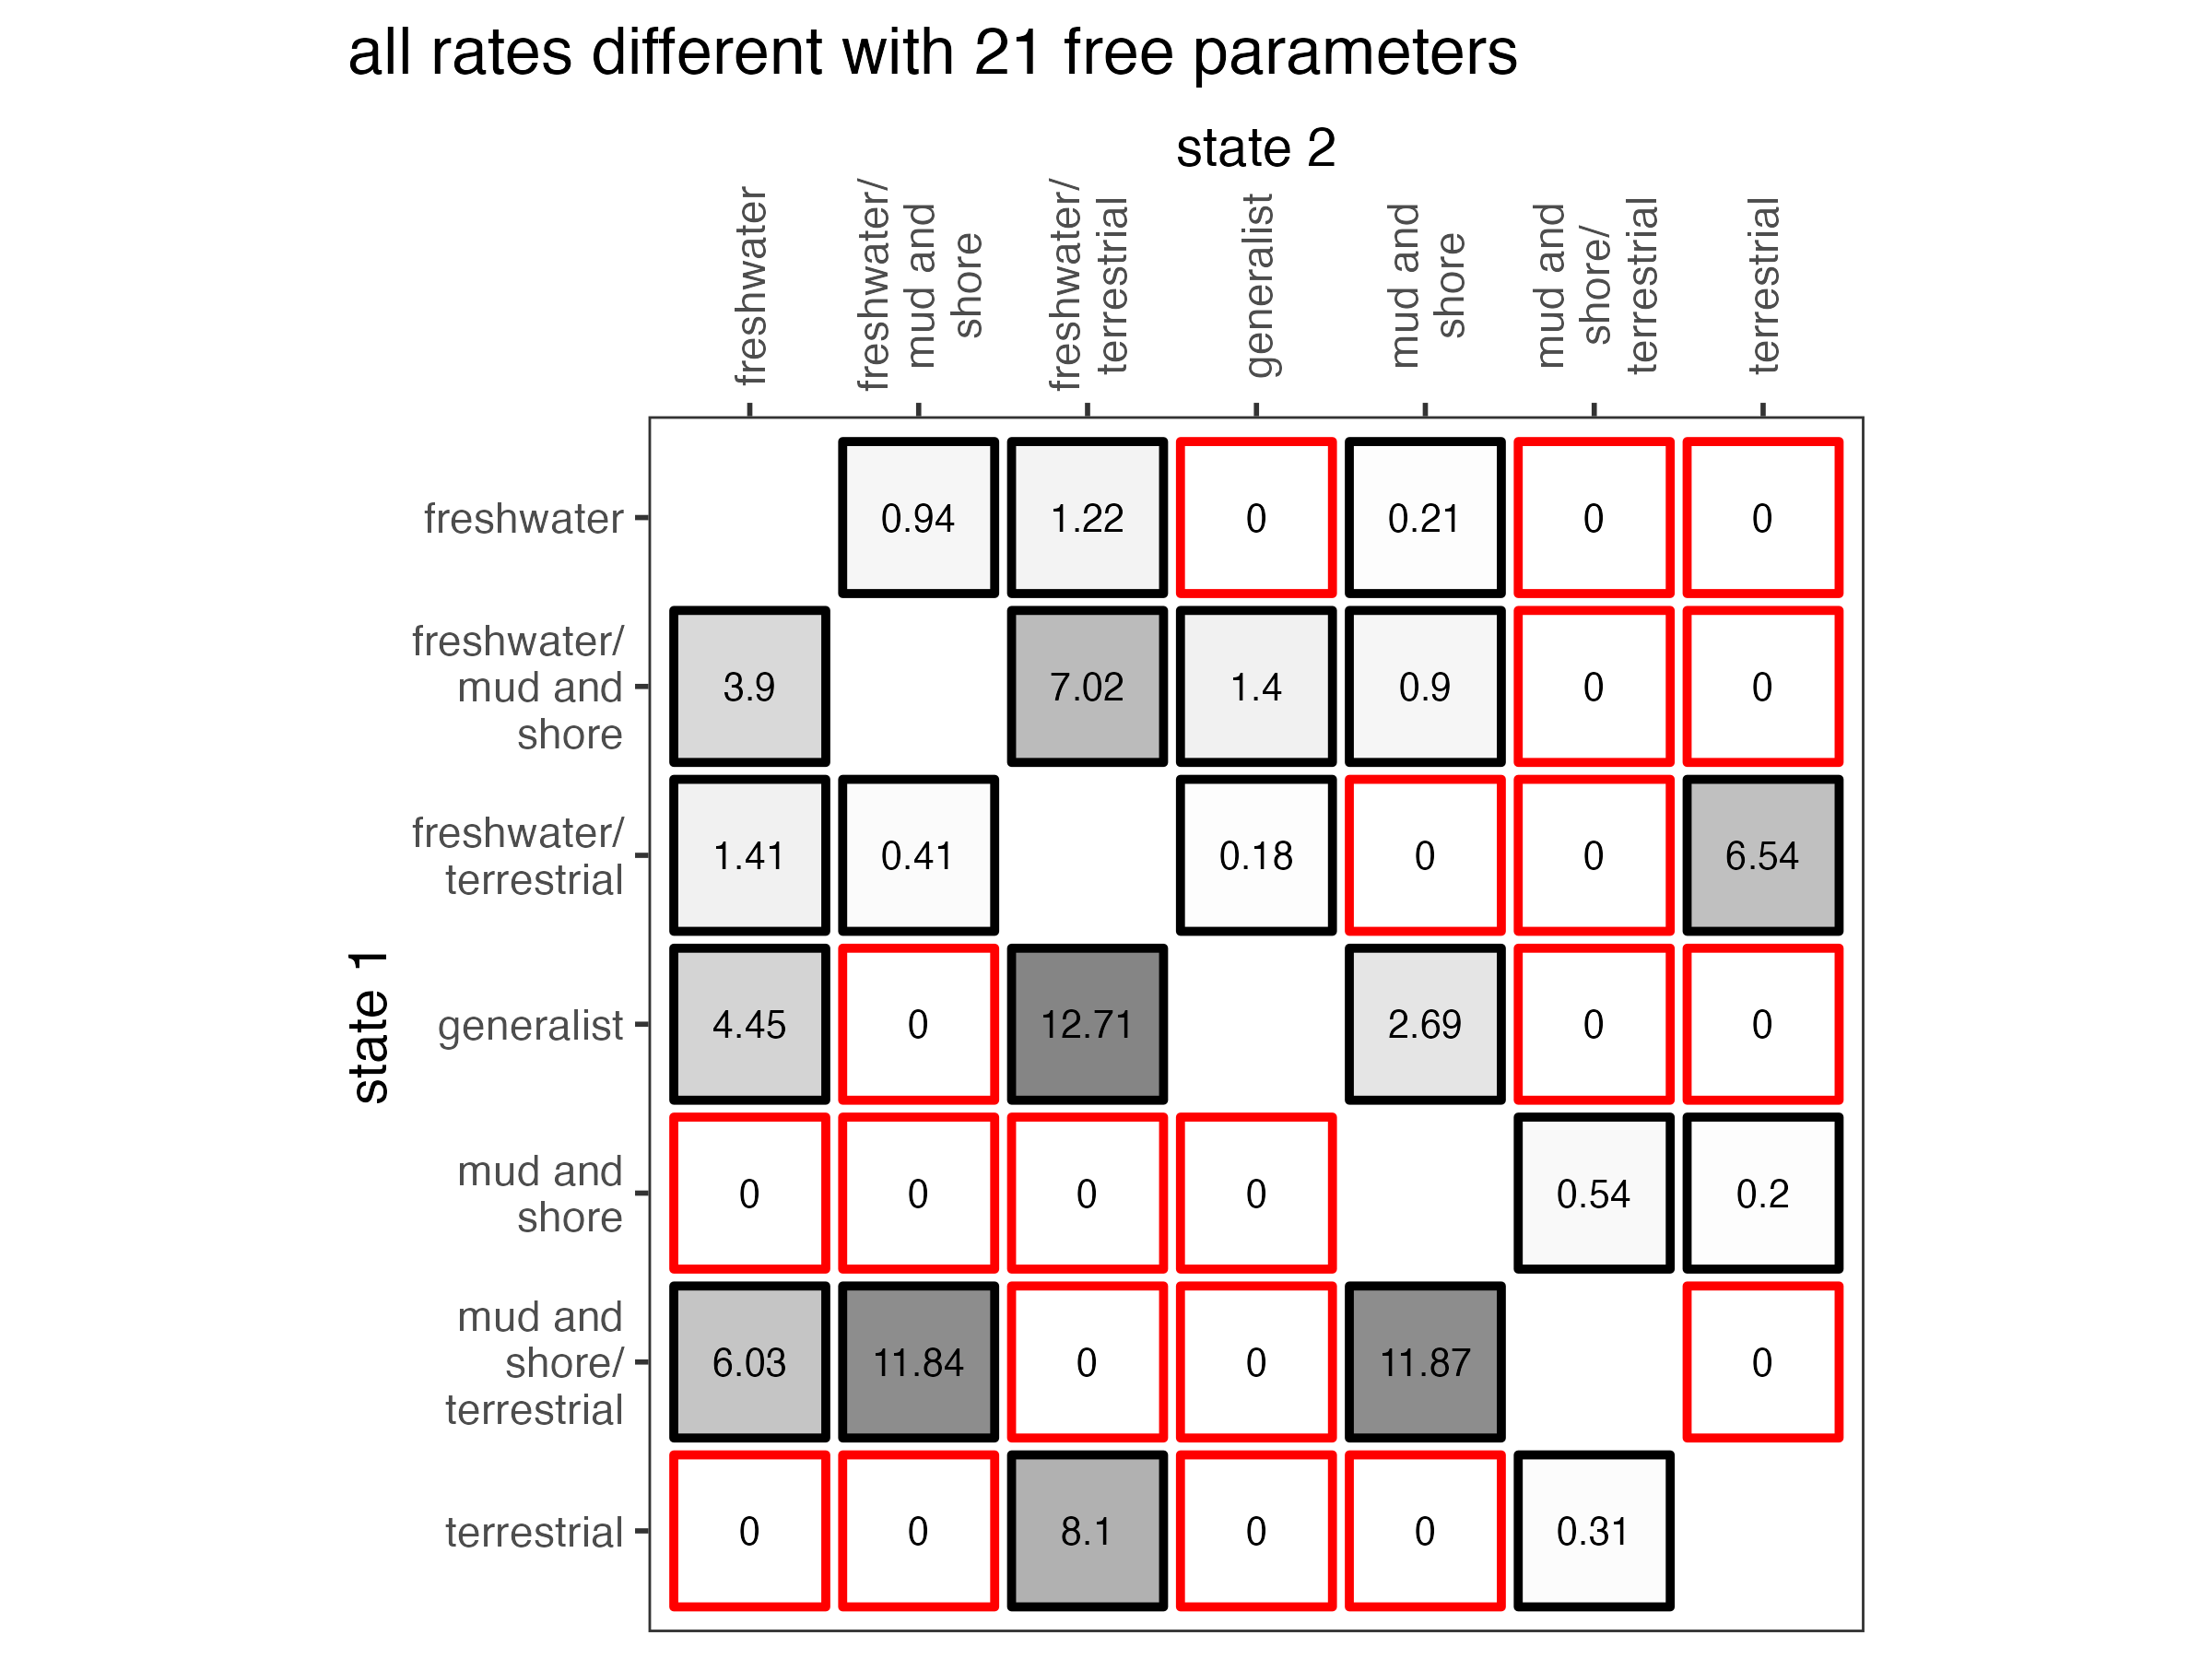 all rates different with 21 free parameters
state 2
freshwater
freshwater/
mud and
shore
freshwater/
terrestrial
generalist
mud and
shore
mud and
shore/
terrestrial
terrestrial
state 1
freshwater
0.94 1.22 0 0.21 0 0
freshwater/
mud and
shore
3.9 7.02 1.4 0.9 0 0
freshwater/
terrestrial
1.41 0.41 0.18 0 0 6.54
generalist
4.45 0 12.71 2.69 0 0
mud and
shore
0 0 0 0 0.54 0.2
mud and
shore/
terrestrial
6.03 11.84 0 0 11.87 0
terrestrial
0 0 8.1 0 0 0.31